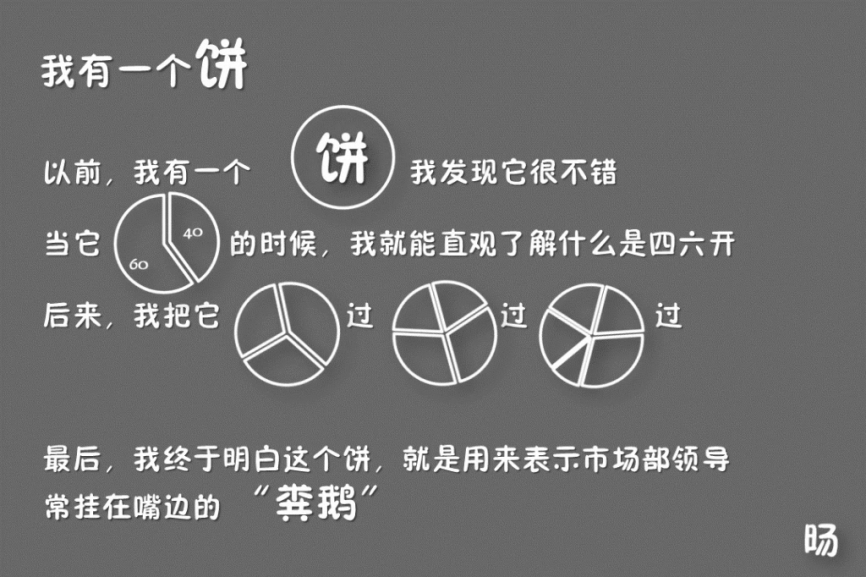 我有一个饼
以前，我有一个 饼 我发现它很不错
当它 60 40 的时候，我就能直观了解什么是四六开
后来，我把它 过 过 过
最后，我终于明白这个饼，就是用来表示市场部领导
常挂在嘴边的 “粪鹅”
旸